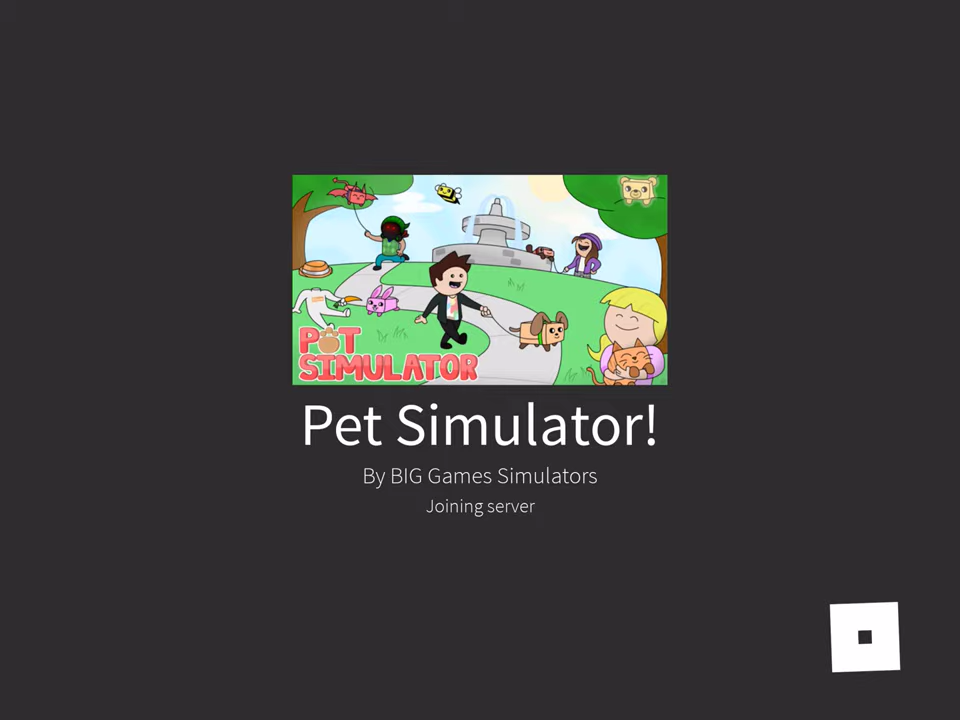 PET
SIMULATOR
Pet Simulator!
By BIG Games Simulators
Joining server